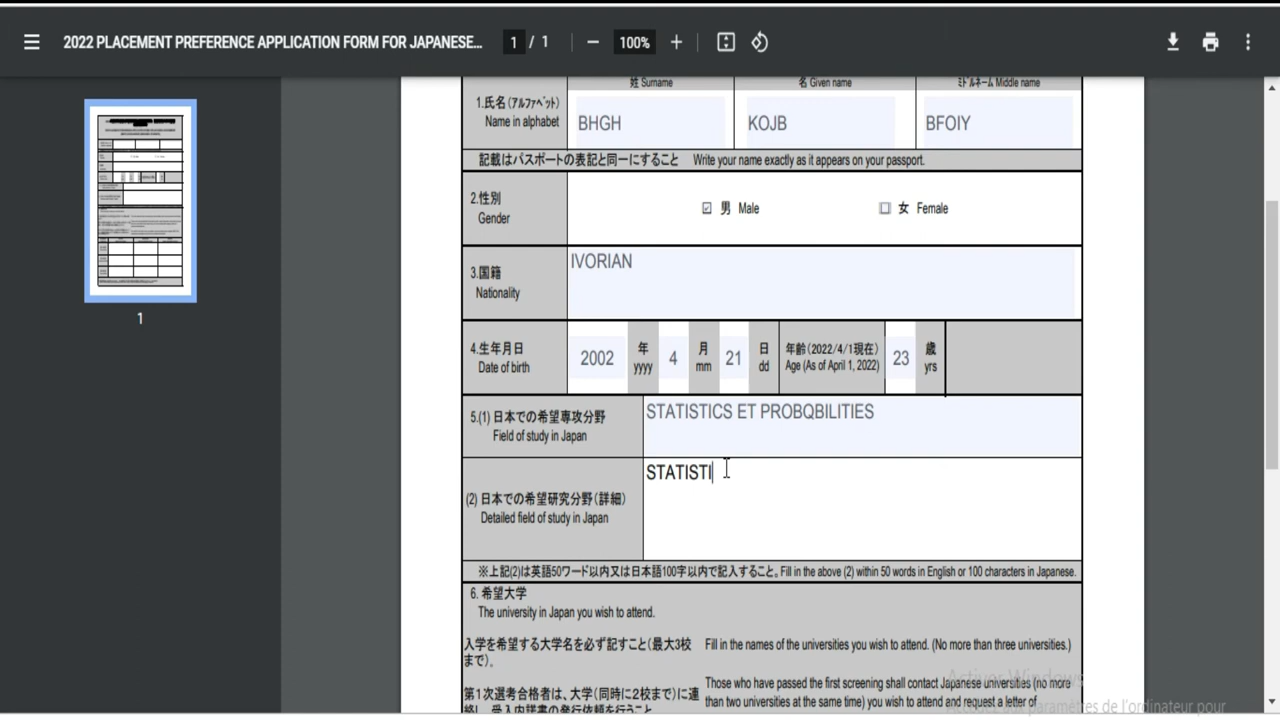 2022 PLACEMENT PREFERENCE APPLICATION FORM FOR JAPANESE... 1 / 1 100%
姓 Surname 名 Given name ミドルネーム Middle name
1.氏名(アルファベット)
Name in alphabet
BHGH KOJB BFOIY
記載はパスポートの表記と同一にすること Write your name exactly as it appears on your passport.
2.性別
Gender
男 Male 女 Female
3.国籍
Nationality
IVORIAN
4.生年月日
Date of birth
2002 年 yyyy 4 月 mm 21 日 dd
年齢(2022/4/1現在)
Age (As of April 1, 2022)
23 歳 yrs
5.(1) 日本での希望専攻分野
Field of study in Japan
STATISTICS ET PROBQBILITIES
(2) 日本での希望研究分野(詳細)
Detailed field of study in Japan
STATISTI
※上記(2)は英語50ワード以内又は日本語100字以内で記入すること。Fill in the above (2) within 50 words in English or 100 characters in Japanese.
6. 希望大学
The university in Japan you wish to attend.
入学を希望する大学名を必ず記すこと(最大3校
まで)。
Fill in the names of the universities you wish to attend. (No more than three universities.)
第1次選考合格者は、大学(同時に2校まで)に連
絡し、受入内諾書の発行依頼を行うこと
Those who have passed the first screening shall contact Japanese universities (no more
than two universities at the same time) you wish to attend and request a letter of
Activer Windows
Accédez aux paramètres de l'ordinateur pour
1